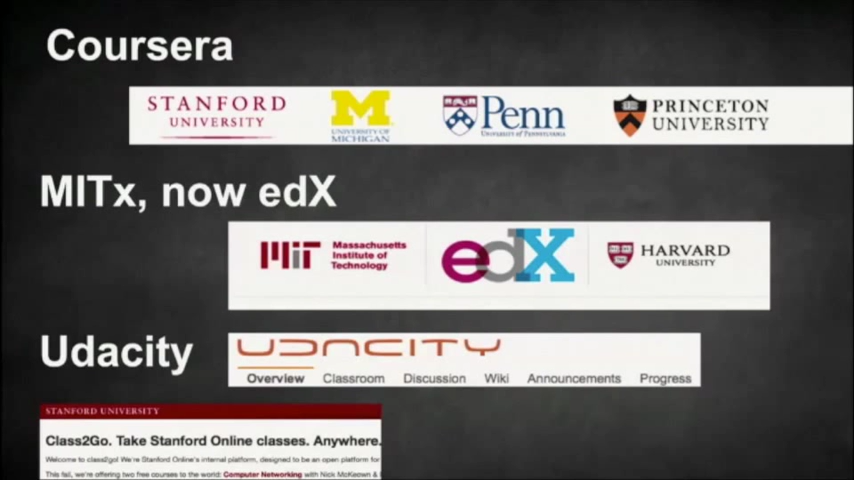 Coursera
STANFORD UNIVERSITY
M
UNIVERSITY OF MICHIGAN
Penn
University of Pennsylvania
PRINCETON UNIVERSITY
MITx, now edX
MIT
Massachusetts
Institute of
Technology
edX
HARVARD
UNIVERSITY
Udacity
UDACITY
Overview Classroom Discussion Wiki Announcements Progress
STANFORD UNIVERSITY
Class2Go. Take Stanford Online classes. Anywhere.
Welcome to class2go! We're Stanford Online's internal platform, designed to be an open platform for
This fall, we're offering two free courses to the world: Computer Networking with Nick McKeown &